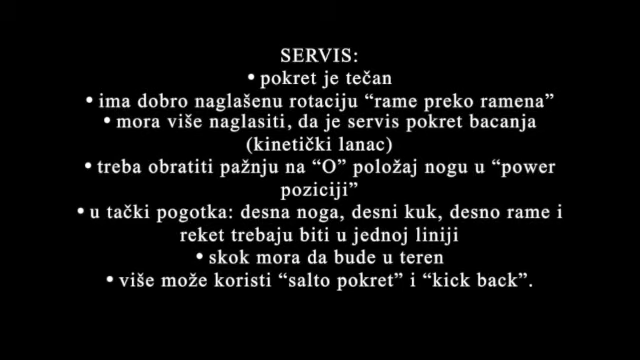 SERVIS:
• pokret je tečan
• ima dobro naglašenu rotaciju “rame preko ramena”
• mora više naglasiti, da je servis pokret bacanja
(kinetički lanac)
• treba obratiti pažnju na “O” položaj nogu u “power
poziciji”
• u tački pogotka: desna noga, desni kuk, desno rame i
reket trebaju biti u jednoj liniji
• skok mora da bude u teren
• više može koristi “salto pokret” i “kick back”.